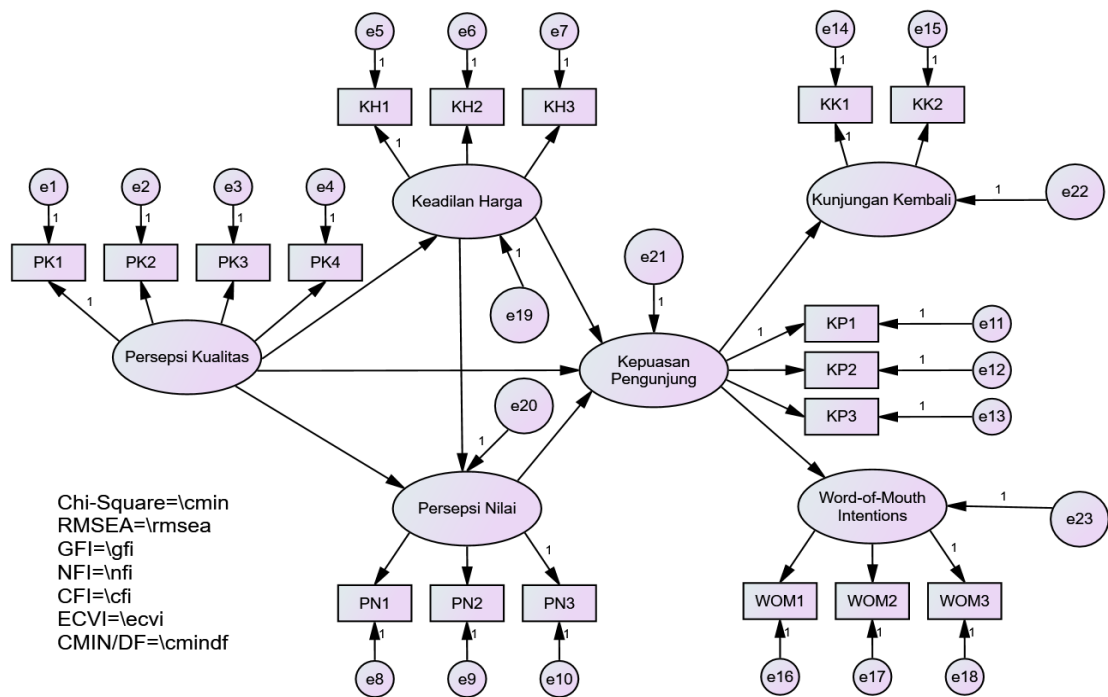 e5
e6
e7
e14
e15
1
1
1
1
1
KH1
KH2
KH3
KK1
KK2
1
1
e1
e2
e3
e4
Keadilan Harga
Kunjungan Kembali
1
e22
1
1
1
1
e21
PK1
PK2
PK3
PK4
1
1
e19
1
1
KP1
1
e11
Persepsi Kualitas
Kepuasan
Pengunjung
KP2
1
e12
e20
KP3
1
e13
1
Persepsi Nilai
Word-of-Mouth
Intentions
1
e23
Chi-Square=\cmin
RMSEA=\rmsea
GFI=\gfi
NFI=\nfi
CFI=\cfi
ECVI=\ecvi
CMIN/DF=\cmindf
1
1
PN1
PN2
PN3
WOM1
WOM2
WOM3
1
1
1
1
1
1
e8
e9
e10
e16
e17
e18